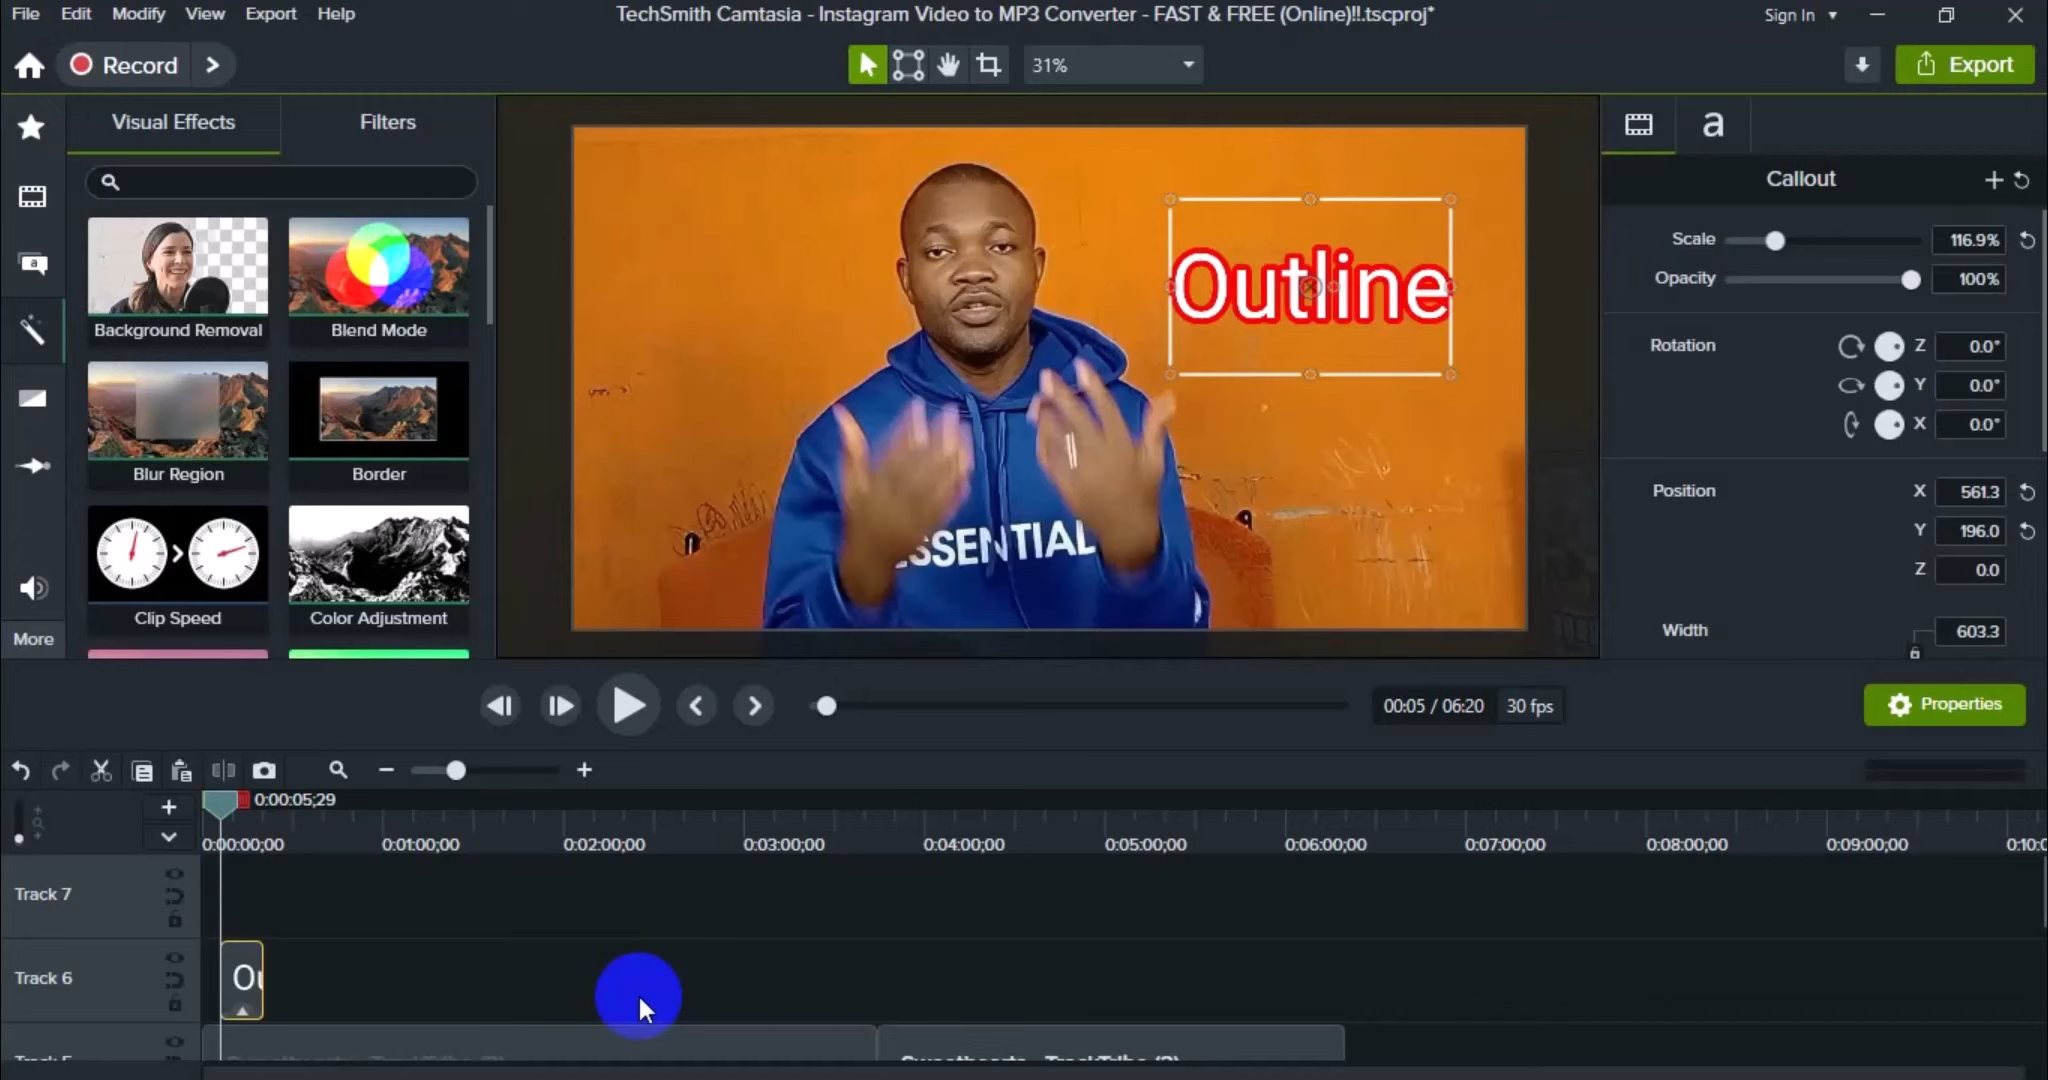 File Edit Modify View Export Help
TechSmith Camtasia - Instagram Video to MP3 Converter - FAST & FREE (Online)!!.tscproj*
Sign In
Record
31%
Export
Visual Effects
Filters
a
Callout
Background Removal
Blend Mode
Blur Region
Border
Clip Speed
Color Adjustment
More
Outline
ESSENTIAL
Scale 116.9%
Opacity 100%
Rotation Z 0.0°
Y 0.0°
X 0.0°
Position X 561.3
Y 196.0
Z 0.0
Width 603.3
00:05 / 06:20 30 fps
Properties
0:00:05;29
0:00:00;00 0:01:00;00 0:02:00;00 0:03:00;00 0:04:00;00 0:05:00;00 0:06:00;00 0:07:00;00 0:08:00;00 0:09:00;00 0:10:0
Track 7
Track 6
Ou
Track 5